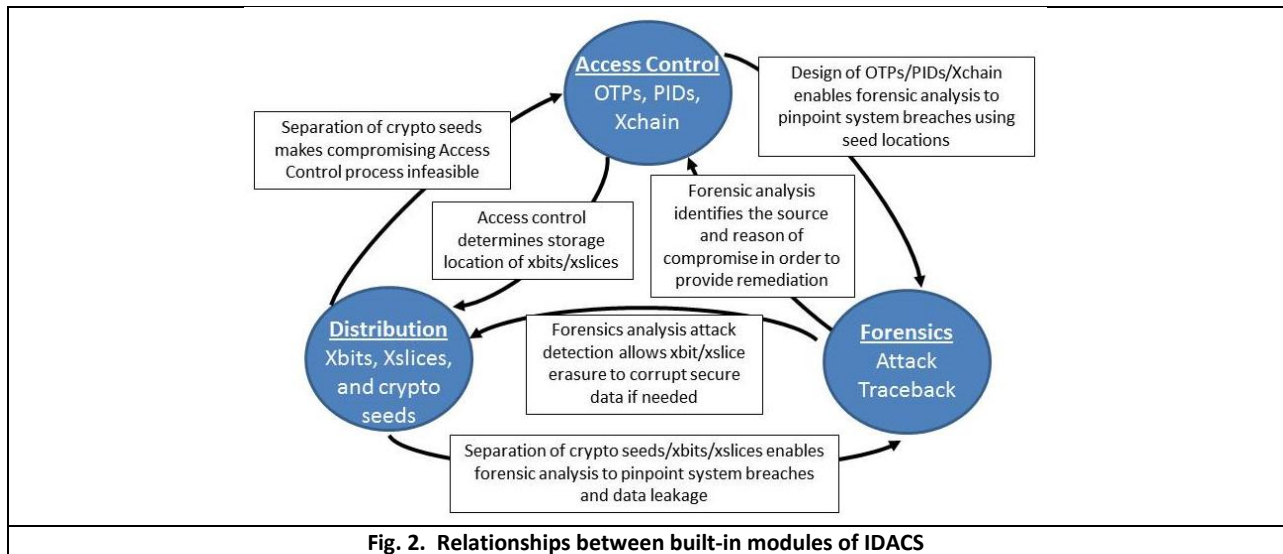 Access Control
OTPs, PIDs,
Xchain
Design of OTPs/PIDs/Xchain
enables forensic analysis to
pinpoint system breaches using
seed locations
Separation of crypto seeds
makes compromising Access
Control process infeasible
Forensic analysis
identifies the source
and reason of
compromise in order to
provide remediation
Access control
determines storage
location of xbits/xslices
Distribution
Xbits, Xslices,
and crypto
seeds
Forensics analysis attack
detection allows xbit/xslice
erasure to corrupt secure
data if needed
Forensics
Attack
Traceback
Separation of crypto seeds/xbits/xslices enables
forensic analysis to pinpoint system breaches
and data leakage
Fig. 2. Relationships between built-in modules of IDACS